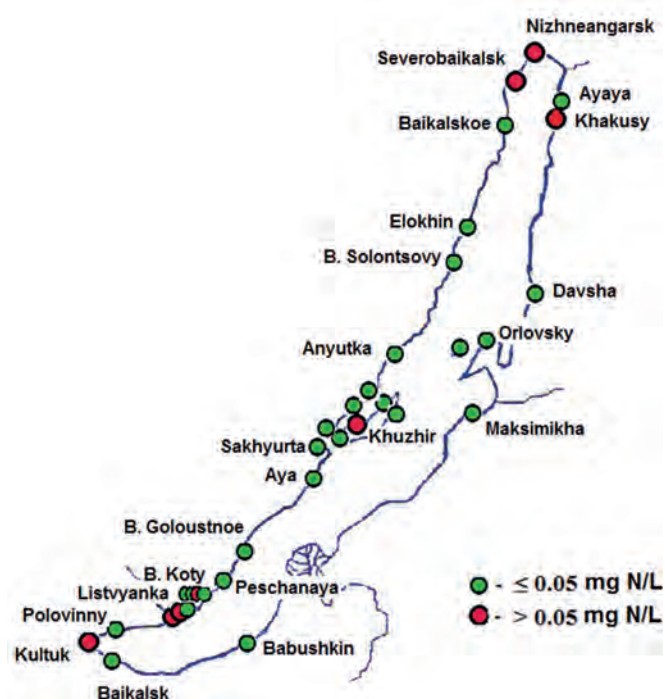 Nizhneangarsk
Severobaikalsk
Ayaya
Baikalskoe
Khakusy
Elokhin
B. Solontsovy
Davsha
Orlovsky
Anyutka
Maksimikha
Khuzhir
Sakhyurta
Aya
B. Goloustnoe
B. Koty
Listvyanka
Peschanaya
- ≤ 0.05 mg N/L
Polovinny
- > 0.05 mg N/L
Kultuk
Babushkin
Baikalsk